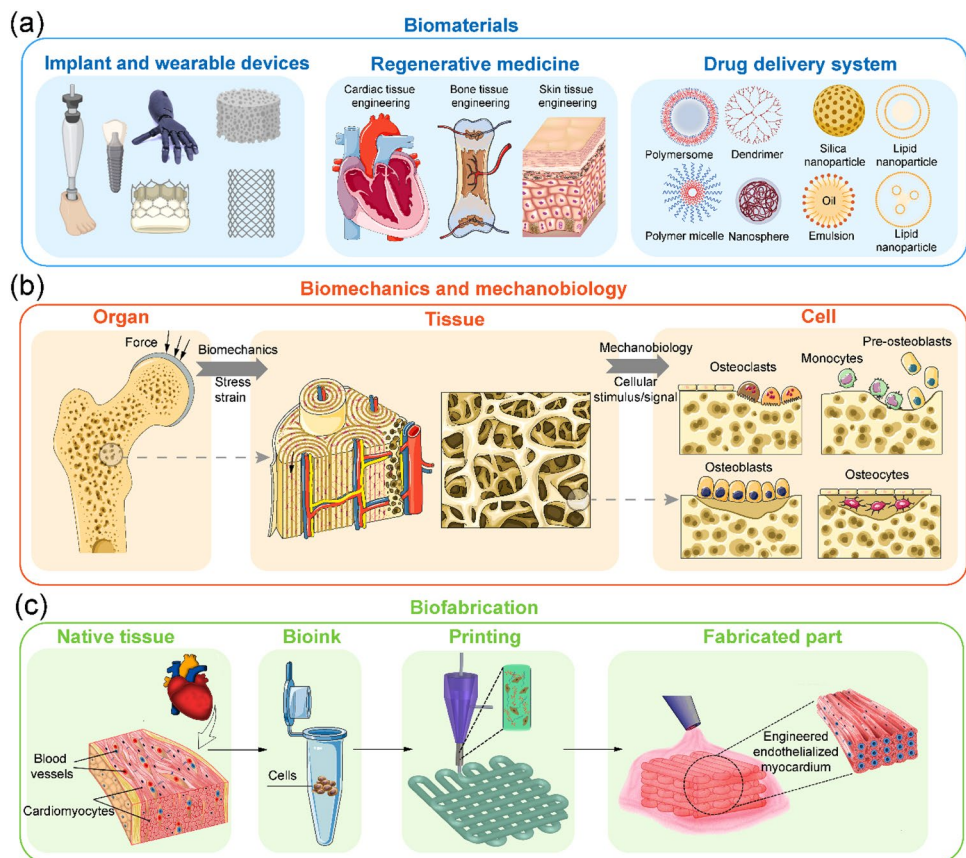 (a)
Biomaterials
Implant and wearable devices
Regenerative medicine
Cardiac tissue
engineering
Bone tissue
engineering
Skin tissue
engineering
Drug delivery system
Polymersome
Dendrimer
Silica
nanoparticle
Lipid
nanoparticle
Polymer micelle
Nanosphere
Oil
Emulsion
Lipid
nanoparticle
(b)
Biomechanics and mechanobiology
Organ
Force
Biomechanics
Stress
strain
Tissue
Mechanobiology
Cellular
stimulus/signal
Cell
Osteoclasts
Monocytes
Pre-osteoblasts
Osteoblasts
Osteocytes
(c)
Biofabrication
Native tissue
Blood
vessels
Cardiomyocytes
Bioink
Cells
Printing
Fabricated part
Engineered
endothelialized
myocardium